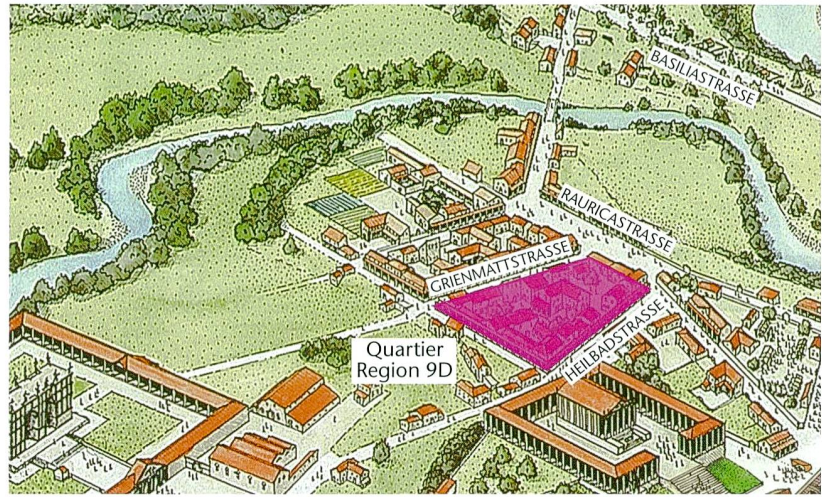 BASILIASTRASSE
RAURICASTRASSE
GRIENMATTSTRASSE
HEILBADSTRASSE
Quartier
Region 9D